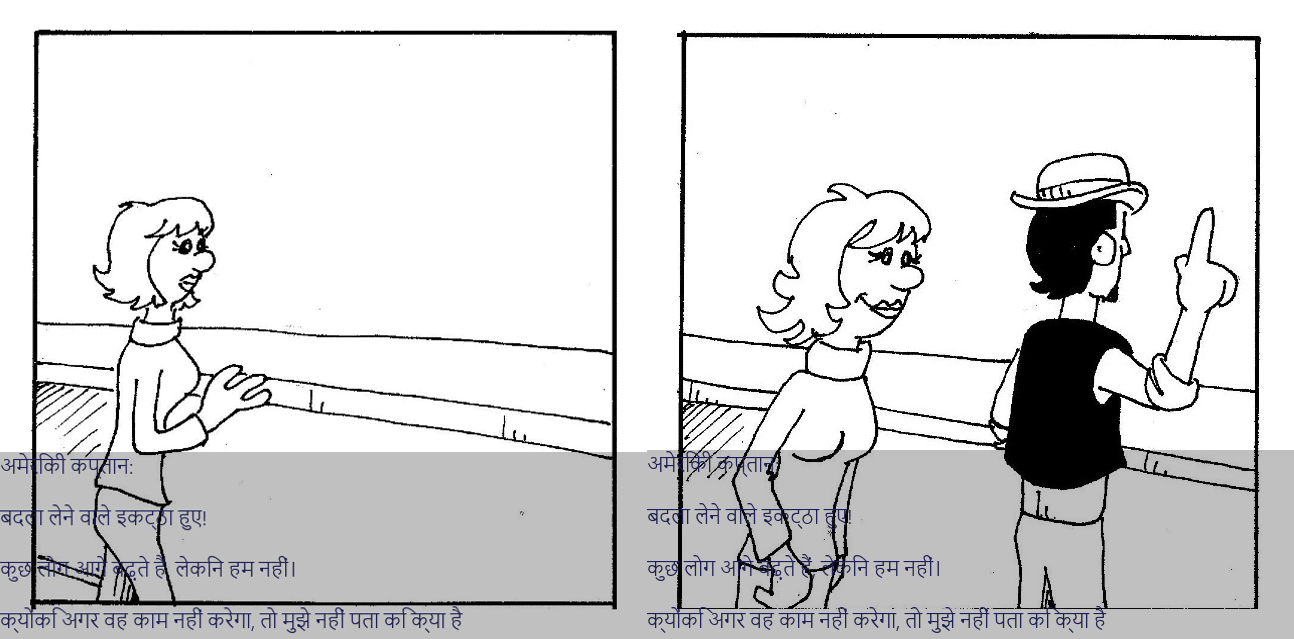 अमेरिकी कप्तान:
बदला लेने वाले इकट्ठा हुए!
कुछ लोग आगे बढ़ते हैं, लेकिन हम नहीं।
क्योंकि अगर वह काम नहीं करेगा, तो मुझे नहीं पता कि क्या है
अमेरिकी कप्तान:
बदला लेने वाले इकट्ठा हुए!
कुछ लोग आगे बढ़ते हैं, लेकिन हम नहीं।
क्योंकि अगर वह काम नहीं करेगा, तो मुझे नहीं पता कि क्या है